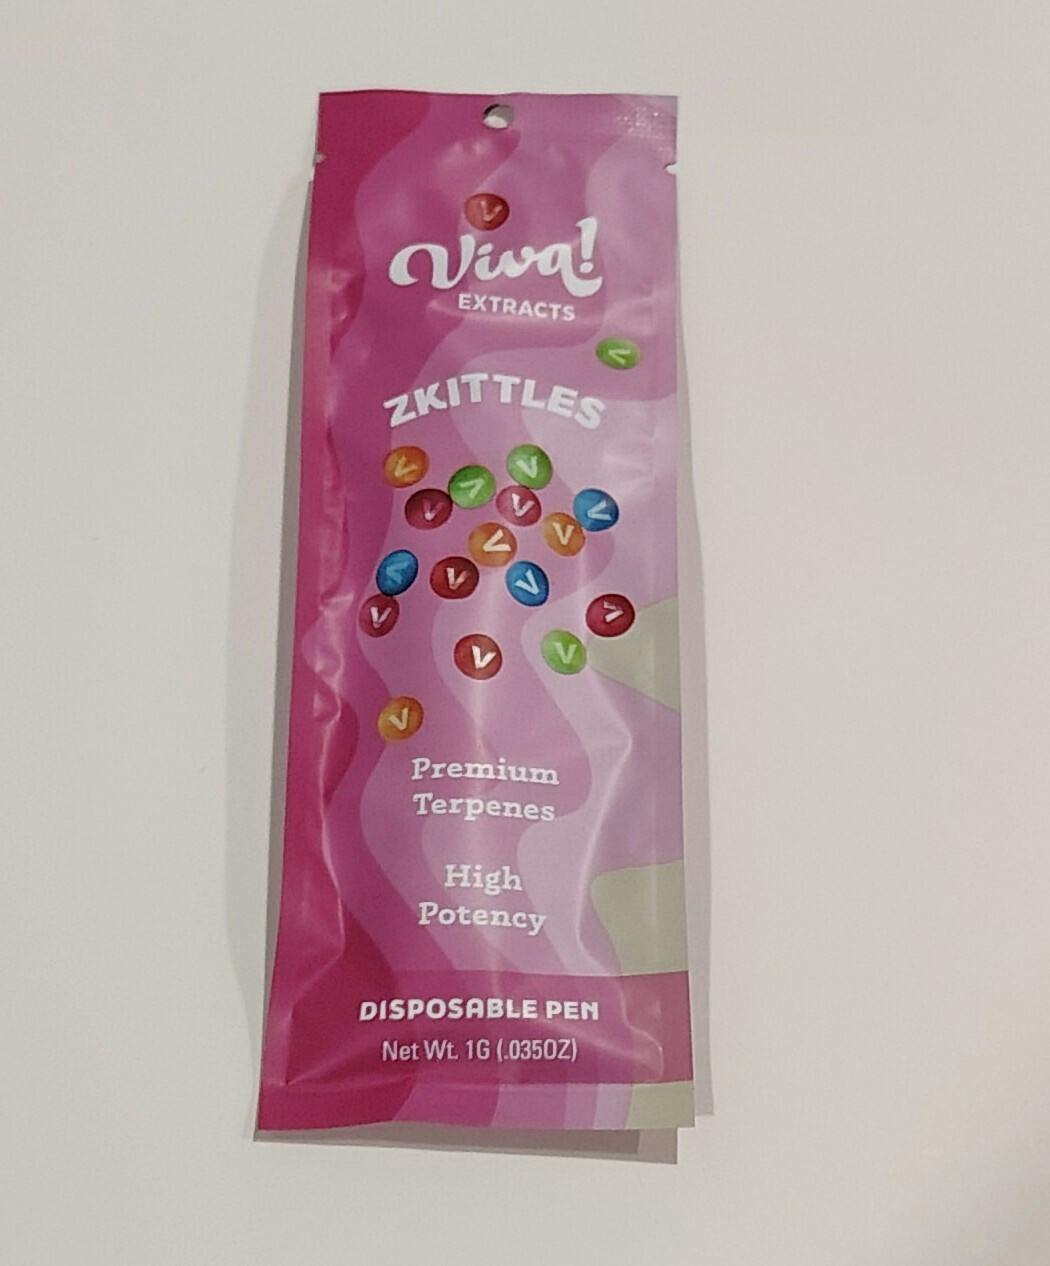 Viva!
EXTRACTS
ZKITTLES
Premium
Terpenes
High
Potency
DISPOSABLE PEN
Net Wt. 1G (.035OZ)